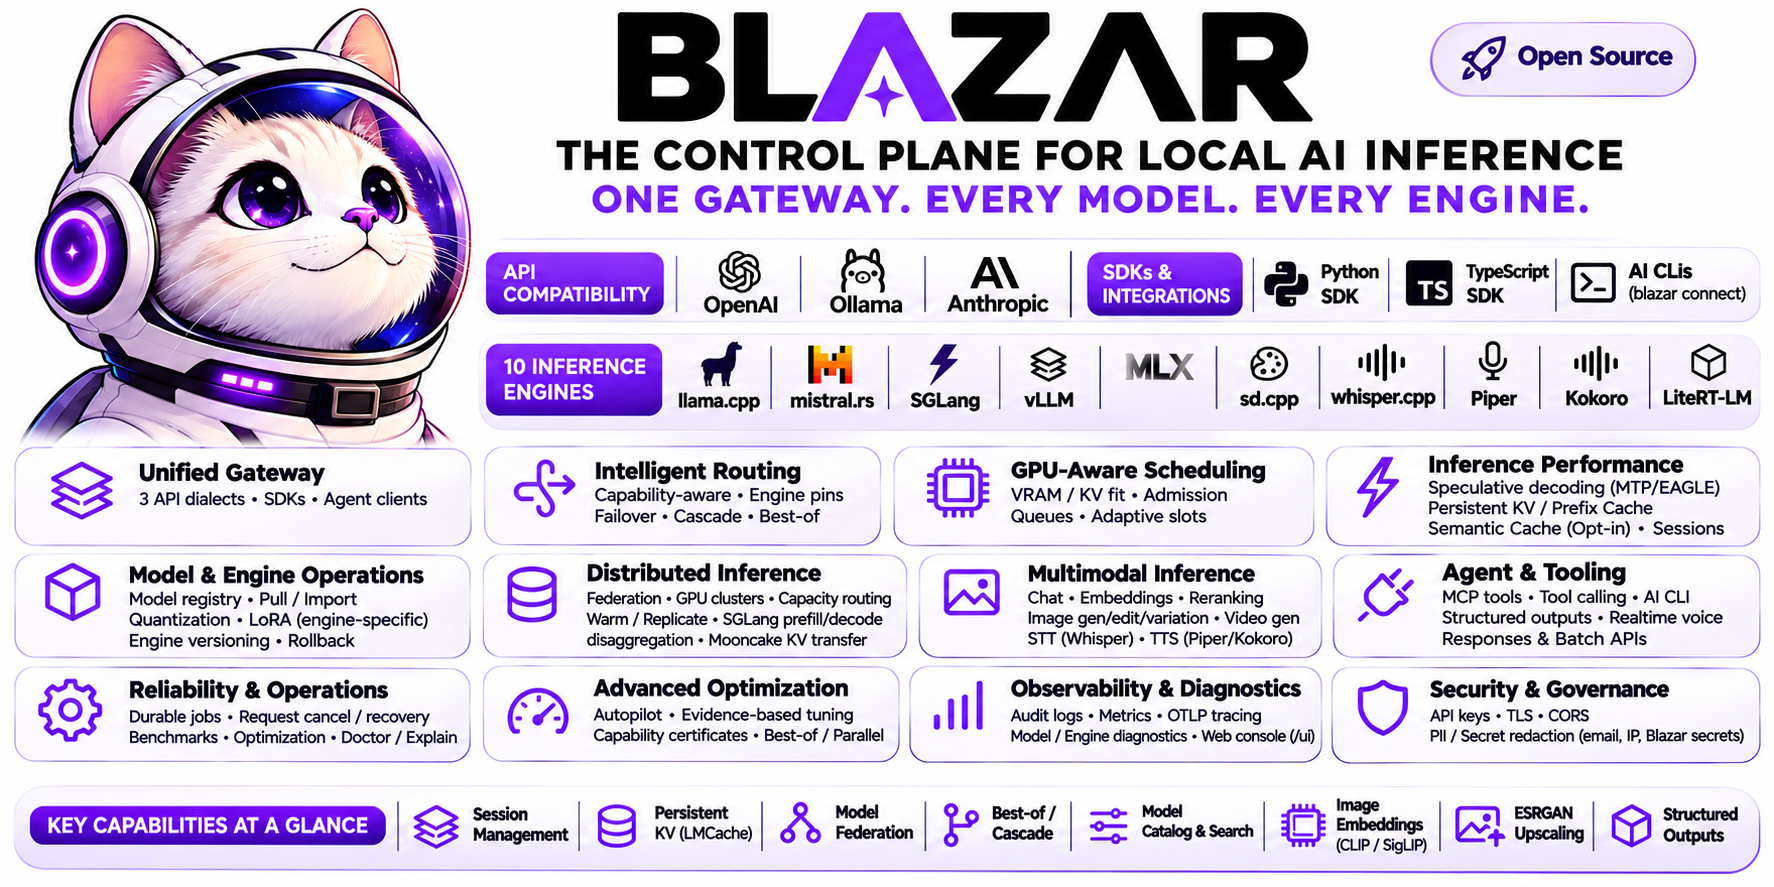 BLAZAR
Open Source
THE CONTROL PLANE FOR LOCAL AI INFERENCE
ONE GATEWAY. EVERY MODEL. EVERY ENGINE.
API
COMPATIBILITY
OpenAI
Ollama
Anthropic
SDKs &
INTEGRATIONS
Python
SDK
TS
TypeScript
SDK
AI CLis
(blazar connect)
10 INFERENCE
ENGINES
llama.cpp
mistral.rs
SGLang
vLLM
MLX
sd.cpp
whisper.cpp
Piper
Kokoro
LiteRT-LM
Unified Gateway
3 API dialects • SDKs • Agent clients
Intelligent Routing
Capability-aware • Engine pins
Failover • Cascade • Best-of
GPU-Aware Scheduling
VRAM / KV fit • Admission
Queues • Adaptive slots
Inference Performance
Speculative decoding (MTP/EAGLE)
Persistent KV / Prefix Cache
Semantic Cache (Opt-in) • Sessions
Model & Engine Operations
Model registry • Pull / Import
Quantization • LoRA (engine-specific)
Engine versioning • Rollback
Distributed Inference
Federation • GPU clusters • Capacity routing
Warm / Replicate • SGLang prefill/decode
disaggregation • Mooncake KV transfer
Multimodal Inference
Chat • Embeddings • Reranking
Image gen/edit/variation • Video gen
STT (Whisper) • TTS (Piper/Kokoro)
Agent & Tooling
MCP tools • Tool calling • AI CLI
Structured outputs • Realtime voice
Responses & Batch APIs
Reliability & Operations
Durable jobs • Request cancel / recovery
Benchmarks • Optimization • Doctor / Explain
Advanced Optimization
Autopilot • Evidence-based tuning
Capability certificates • Best-of / Parallel
Observability & Diagnostics
Audit logs • Metrics • OTLP tracing
Model / Engine diagnostics • Web console (/ui)
Security & Governance
API keys • TLS • CORS
PII / Secret redaction (email, IP, Blazar secrets)
KEY CAPABILITIES AT A GLANCE
Session
Management
Persistent
KV (LMCache)
Model
Federation
Best-of /
Cascade
Model
Catalog & Search
Image
Embeddings
(CLIP / SigLIP)
ESRGAN
Upscaling
Structured
Outputs